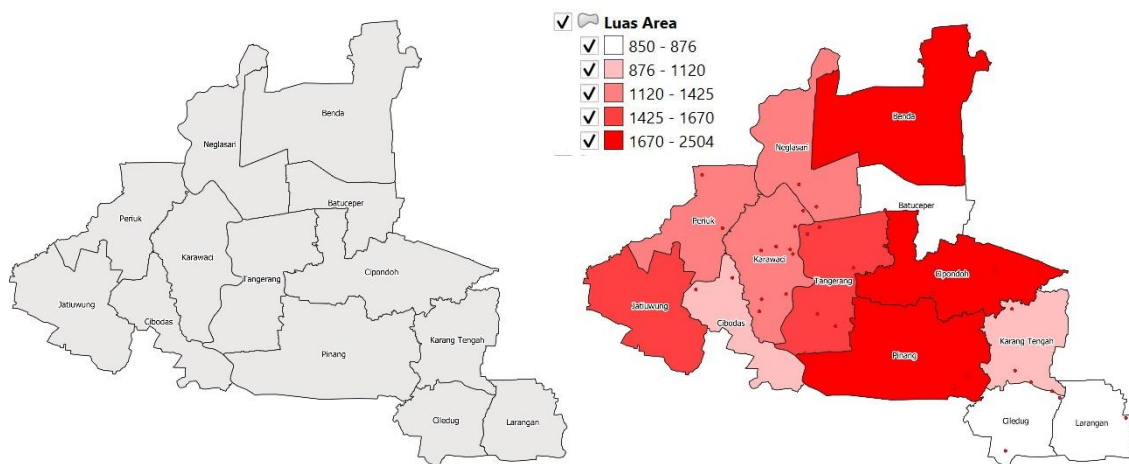 Benda
Neglasari
Batuceper
Periuk
Karawaci
Cipondoh
Tangerang
Jatiuwung
Cibodas
Karang Tengah
Pinang
Ciledug
Larangan
Luas Area
850 - 876
876 - 1120
1120 - 1425
1425 - 1670
1670 - 2504
Benda
Neglasari
Batuceper
Periuk
Karawaci
Cipondoh
Tangerang
Jatiuwung
Cibodas
Karang Tengah
Pinang
Ciledug
Larangan